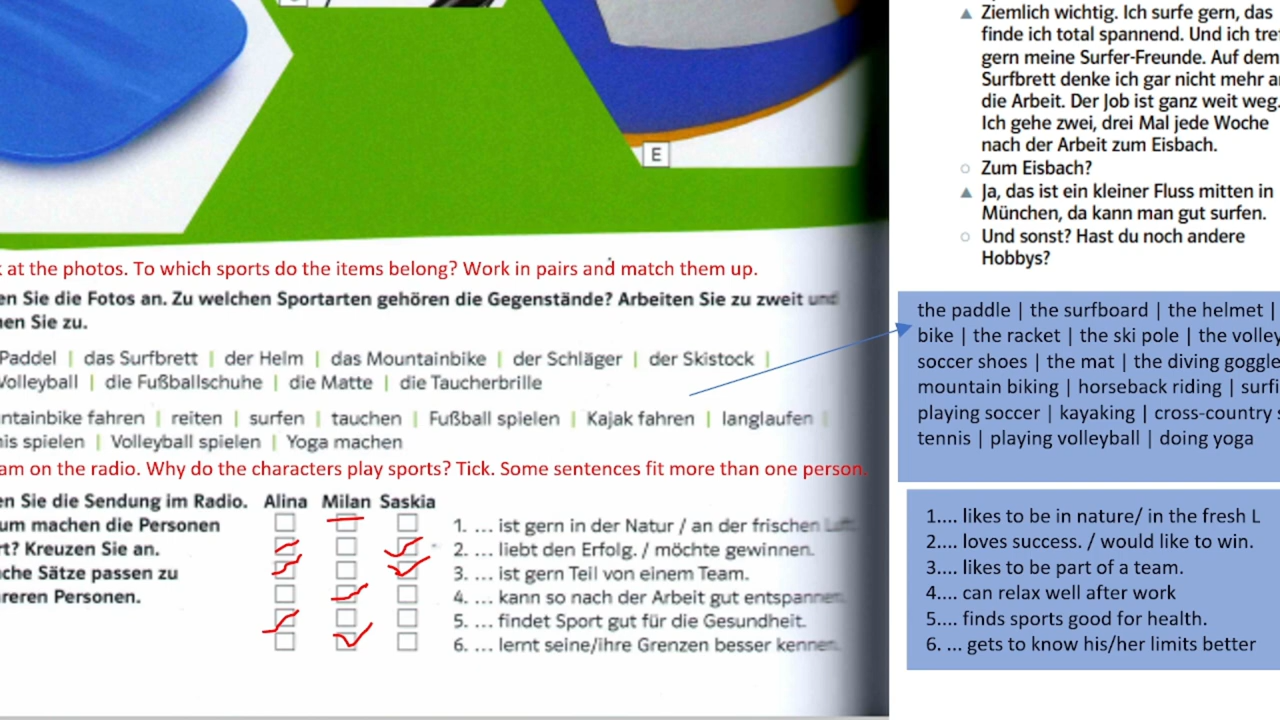 E
at the photos. To which sports do the items belong? Work in pairs and match them up.
en Sie die Fotos an. Zu welchen Sportarten gehören die Gegenstände? Arbeiten Sie zu zweit und
en Sie zu.
Paddel | das Surfbrett | der Helm | das Mountainbike | der Schläger | der Skistock |
Volleyball | die Fußballschuhe | die Matte | die Taucherbrille
ntainbike fahren | reiten | surfen | tauchen | Fußball spielen | Kajak fahren | langlaufen |
nis spielen | Volleyball spielen | Yoga machen
am on the radio. Why do the characters play sports? Tick. Some sentences fit more than one person.
en Sie die Sendung im Radio. Alina Milan Saskia
um machen die Personen
rt? Kreuzen Sie an.
che Sätze passen zu
reren Personen.
1. ... ist gern in der Natur / an der frischen Luft.
2. ... liebt den Erfolg. / möchte gewinnen.
3. ... ist gern Teil von einem Team.
4. ... kann so nach der Arbeit gut entspannen.
5. ... findet Sport gut für die Gesundheit.
6. ... lernt seine/ihre Grenzen besser kennen.
▲ Ziemlich wichtig. Ich surfe gern, das
finde ich total spannend. Und ich tre
gern meine Surfer-Freunde. Auf dem
Surfbrett denke ich gar nicht mehr a
die Arbeit. Der Job ist ganz weit weg.
Ich gehe zwei, drei Mal jede Woche
nach der Arbeit zum Eisbach.
○ Zum Eisbach?
▲ Ja, das ist ein kleiner Fluss mitten in
München, da kann man gut surfen.
○ Und sonst? Hast du noch andere
Hobbys?
the paddle | the surfboard | the helmet |
bike | the racket | the ski pole | the volley
soccer shoes | the mat | the diving goggle
mountain biking | horseback riding | surfi
playing soccer | kayaking | cross-country s
tennis | playing volleyball | doing yoga
1.... likes to be in nature/ in the fresh L
2.... loves success. / would like to win.
3.... likes to be part of a team.
4.... can relax well after work
5.... finds sports good for health.
6. ... gets to know his/her limits better